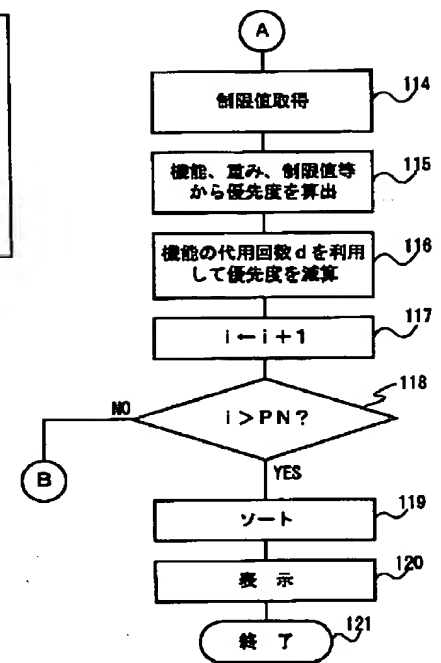 A
制限値取得
114
機能、重み、制限値等
から優先度を算出
115
機能の代用回数dを利用
して優先度を減算
116
i←i+1
117
i>PN?
118
NO
B
YES
ソート
119
表 示
120
終 了
121